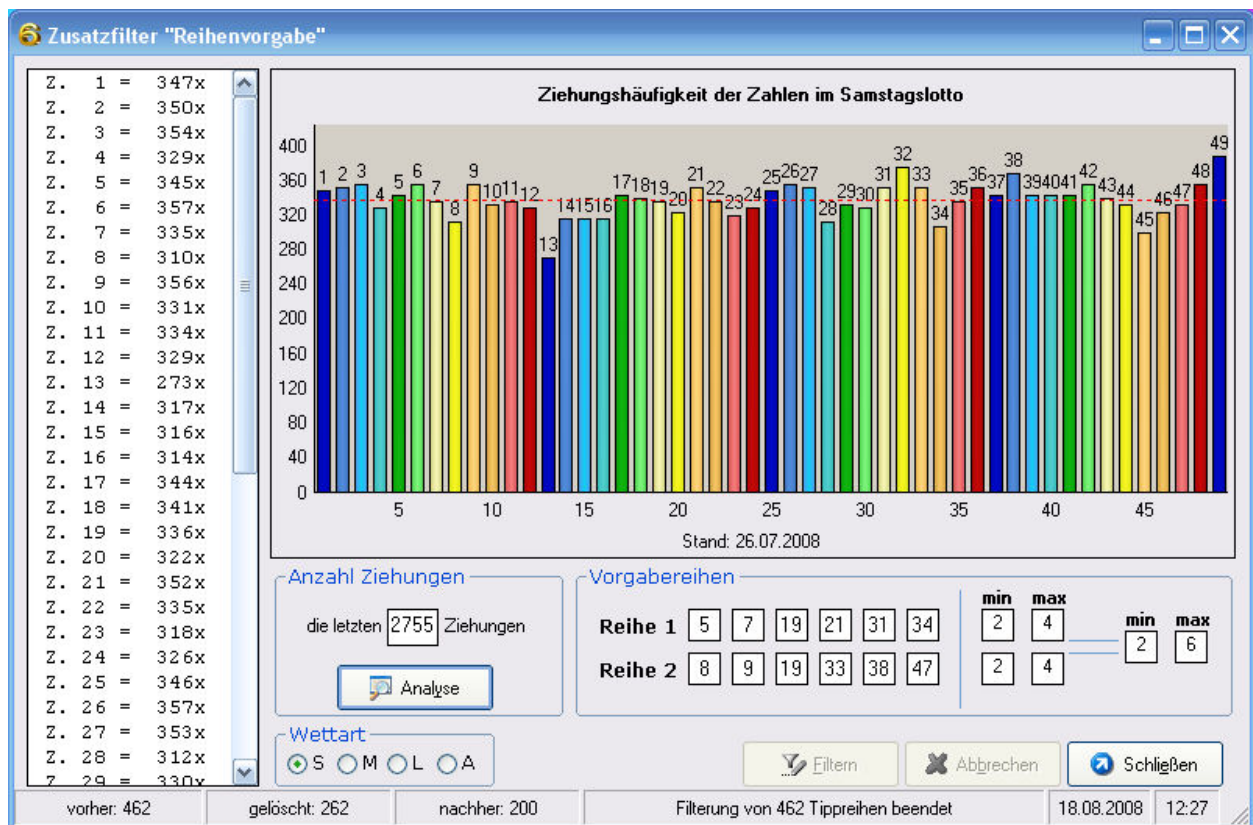 Zusatzfilter "Reihenvorgabe"
Z. 1 = 347x
Z. 2 = 350x
Z. 3 = 354x
Z. 4 = 329x
Z. 5 = 345x
Z. 6 = 357x
Z. 7 = 335x
Z. 8 = 310x
Z. 9 = 356x
Z. 10 = 331x
Z. 11 = 334x
Z. 12 = 329x
Z. 13 = 273x
Z. 14 = 317x
Z. 15 = 316x
Z. 16 = 314x
Z. 17 = 344x
Z. 18 = 341x
Z. 19 = 336x
Z. 20 = 322x
Z. 21 = 352x
Z. 22 = 335x
Z. 23 = 318x
Z. 24 = 326x
Z. 25 = 346x
Z. 26 = 357x
Z. 27 = 353x
Z. 28 = 312x
Z. 29 = 330x
Ziehungshäufigkeit der Zahlen im Samstagslotto
400
360
320
280
240
200
160
120
80
40
0
1 2 3 4 5 6 7 8 9 10 11 12 13 14 15 16 17 18 19 20 21 22 23 24 25 26 27 28 29 30 31 32 33 34 35 36 37 38 39 40 41 42 43 44 45 46 47 48 49
5 10 15 20 25 30 35 40 45
Stand: 26.07.2008
Anzahl Ziehungen
die letzten 2755 Ziehungen
Analyse
Vorgabereihen
min max
min max
Reihe 1 5 7 19 21 31 34 2 4
2 6
Reihe 2 8 9 19 33 38 47 2 4
Wettart
S M L A
Filtern
Abbrechen
Schließen
vorher: 462
gelöscht: 262
nachher: 200
Filterung von 462 Tippreihen beendet
18.08.2008
12:27